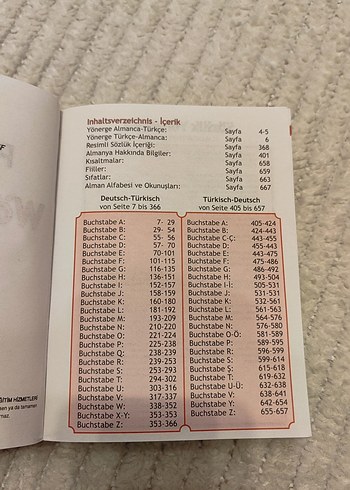 Inhaltsverzeichnis - İçerik
Yönerge Almanca-Türkçe: Sayfa 4-5
Yönerge Türkçe-Almanca: Sayfa 6
Resimli Sözlük İçeriği: Sayfa 368
Almanya Hakkında Bilgiler: Sayfa 401
Kısaltmalar: Sayfa 658
Fiiller: Sayfa 659
Sıfatlar: Sayfa 663
Alman Alfabesi ve Okunuşları: Sayfa 667
Deutsch-Türkisch
von Seite 7 bis 366
Buchstabe A: 7- 29
Buchstabe B: 29- 54
Buchstabe C: 55- 56
Buchstabe D: 57- 70
Buchstabe E: 70-101
Buchstabe F: 101-115
Buchstabe G: 116-135
Buchstabe H: 136-151
Buchstabe I: 152-157
Buchstabe J: 158-159
Buchstabe K: 160-180
Buchstabe L: 181-192
Buchstabe M: 193-209
Buchstabe N: 210-220
Buchstabe O: 221-224
Buchstabe P: 225-238
Buchstabe Q: 238-239
Buchstabe R: 239-253
Buchstabe S: 253-293
Buchstabe T: 294-302
Buchstabe U: 303-316
Buchstabe V: 317-337
Buchstabe W: 338-352
Buchstabe X-Y: 353-353
Buchstabe Z: 353-366
Türkisch-Deutsch
von Seite 405 bis 657
Buchstabe A: 405-424
Buchstabe B: 424-443
Buchstabe C-Ç: 443-455
Buchstabe D: 455-443
Buchstabe E: 443-475
Buchstabe F: 475-486
Buchstabe G: 486-492
Buchstabe H: 493-504
Buchstabe I-İ: 505-531
Buchstabe J: 531-531
Buchstabe K: 532-561
Buchstabe L: 561-563
Buchstabe M: 564-576
Buchstabe N: 576-580
Buchstabe O-Ö: 581-589
Buchstabe P: 589-595
Buchstabe R: 596-599
Buchstabe S: 599-614
Buchstabe Ş: 615-618
Buchstabe T: 619-632
Buchstabe U-Ü: 632-638
Buchstabe V: 638-641
Buchstabe Y: 642-654
Buchstabe Z: 655-657
ĞİTİM HİZMETLERİ